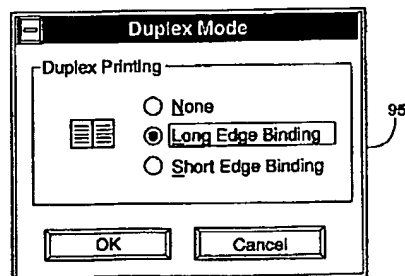 Duplex Mode
Duplex Printing
None
Long Edge Binding
95
Short Edge Binding
OK
Cancel